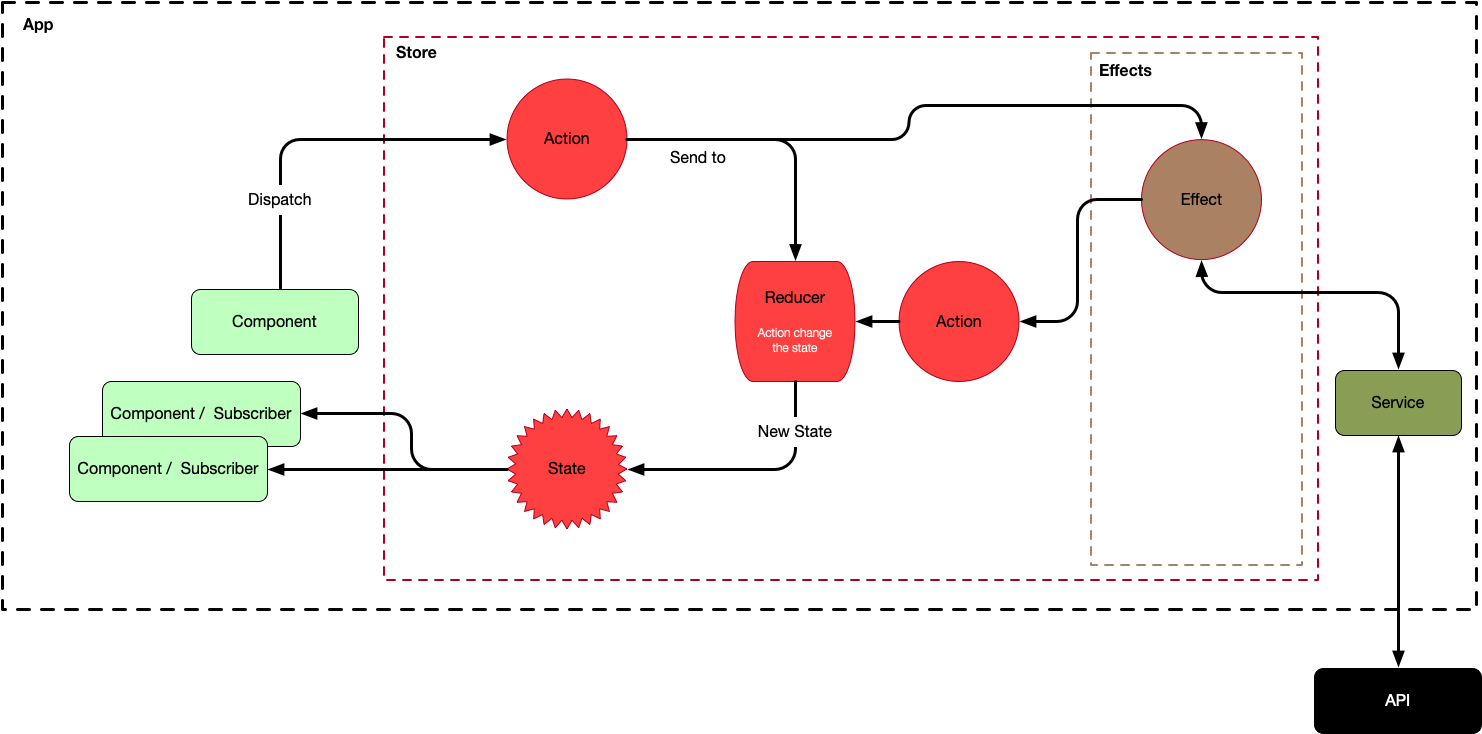 App
Store
Effects
Action
Send to
Dispatch
Effect
Component
Reducer
Action change
the state
Action
Service
Component /  Subscriber
New State
Component /  Subscriber
State
API